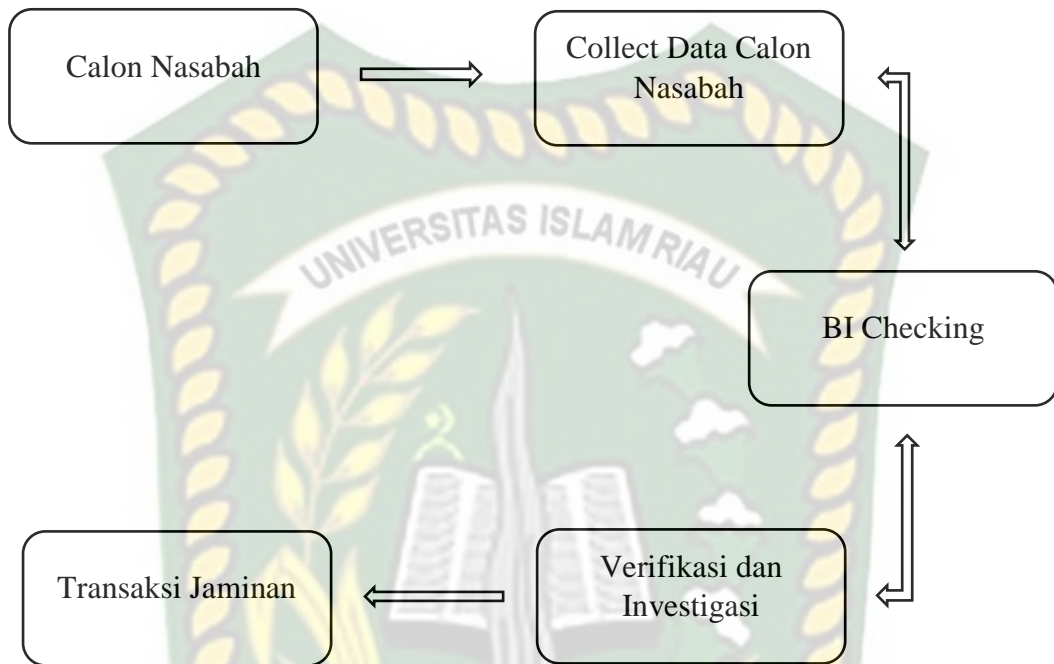 Calon Nasabah
Collect Data Calon
Nasabah
UNIVERSITAS ISLAM RIAU
BI Checking
Verifikasi dan
Investigasi
Transaksi Jaminan